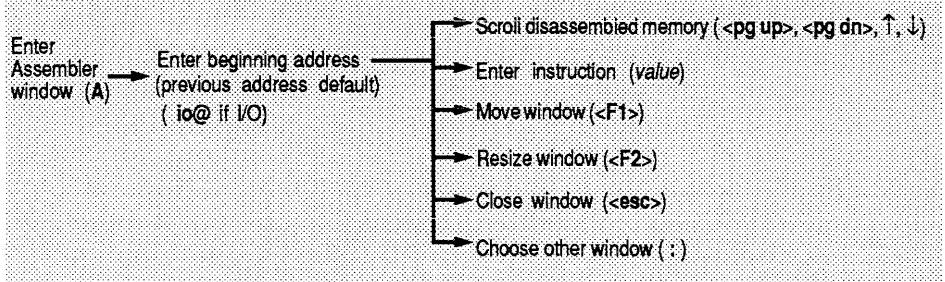 Enter
Assembler
window (A)
Enter beginning address
(previous address default)
( io@ if I/O)
Scroll disassembled memory ( <pg up>, <pg dn>, ↑, ↓)
Enter instruction (value)
Move window (<F1>)
Resize window (<F2>)
Close window (<esc>)
Choose other window ( : )